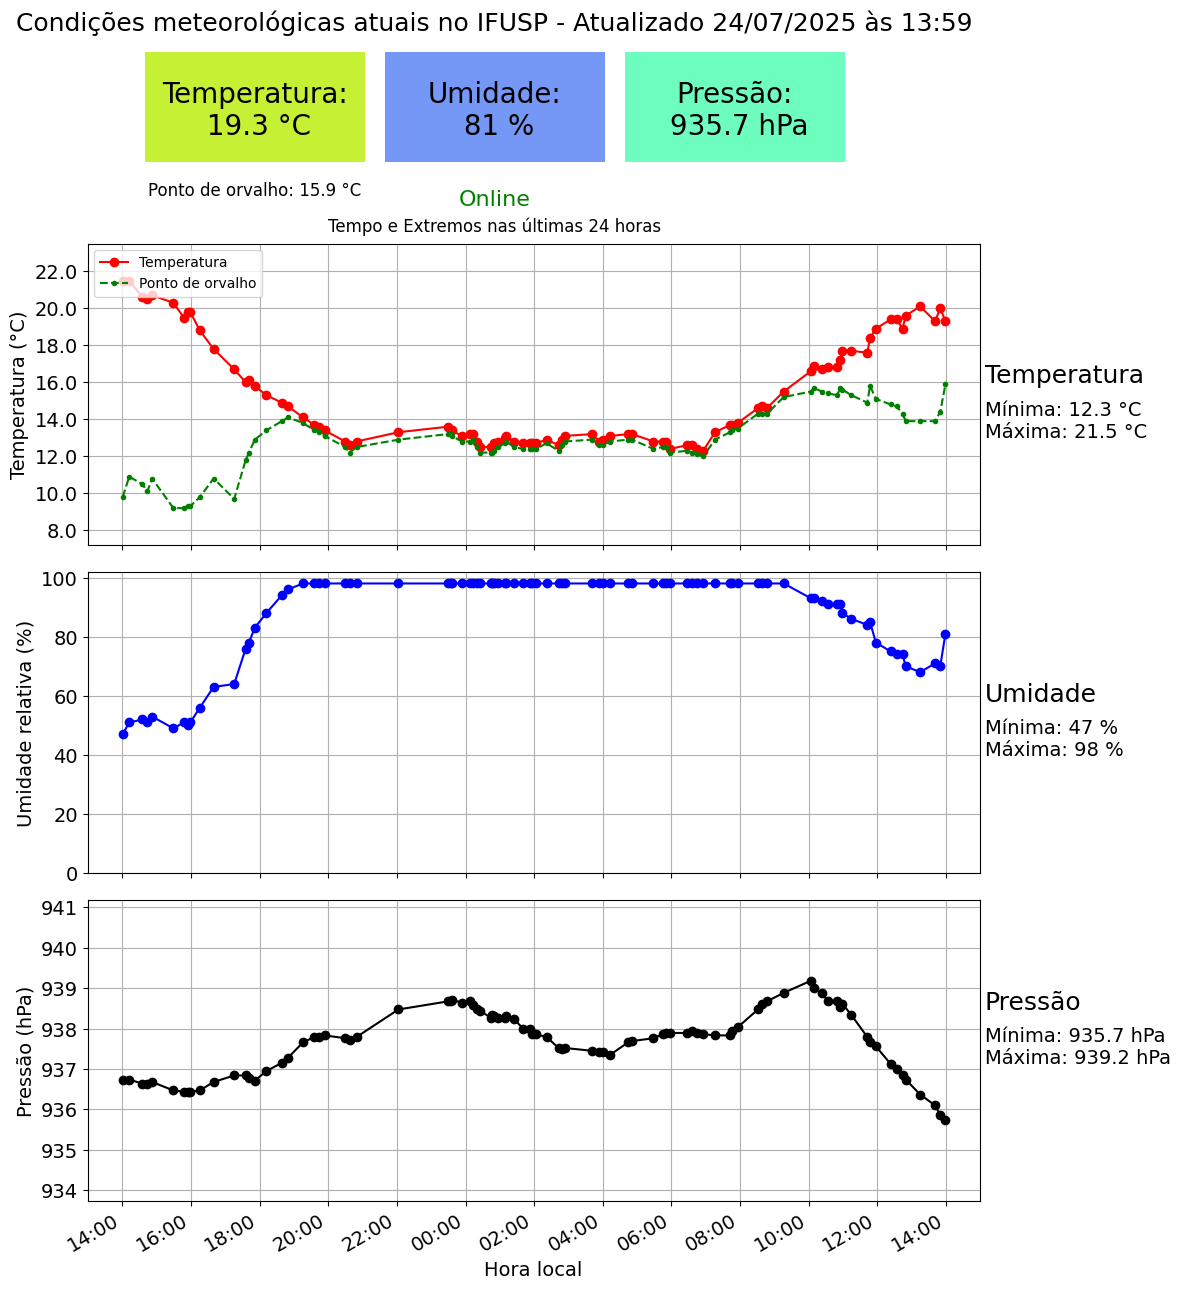 Condições meteorológicas atuais no IFUSP - Atualizado 24/07/2025 às 13:59
Temperatura:
19.3 °C
Umidade:
81 %
Pressão:
935.7 hPa
Ponto de orvalho: 15.9 °C
Online
Tempo e Extremos nas últimas 24 horas
Temperatura (°C)
22.0
20.0
18.0
16.0
14.0
12.0
10.0
8.0
Temperatura
Ponto de orvalho
Temperatura
Mínima: 12.3 °C
Máxima: 21.5 °C
Umidade relativa (%)
100
80
60
40
20
0
Umidade
Mínima: 47 %
Máxima: 98 %
Pressão (hPa)
941
940
939
938
937
936
935
934
Pressão
Mínima: 935.7 hPa
Máxima: 939.2 hPa
14:00
16:00
18:00
20:00
22:00
00:00
02:00
04:00
06:00
08:00
10:00
12:00
14:00
Hora local